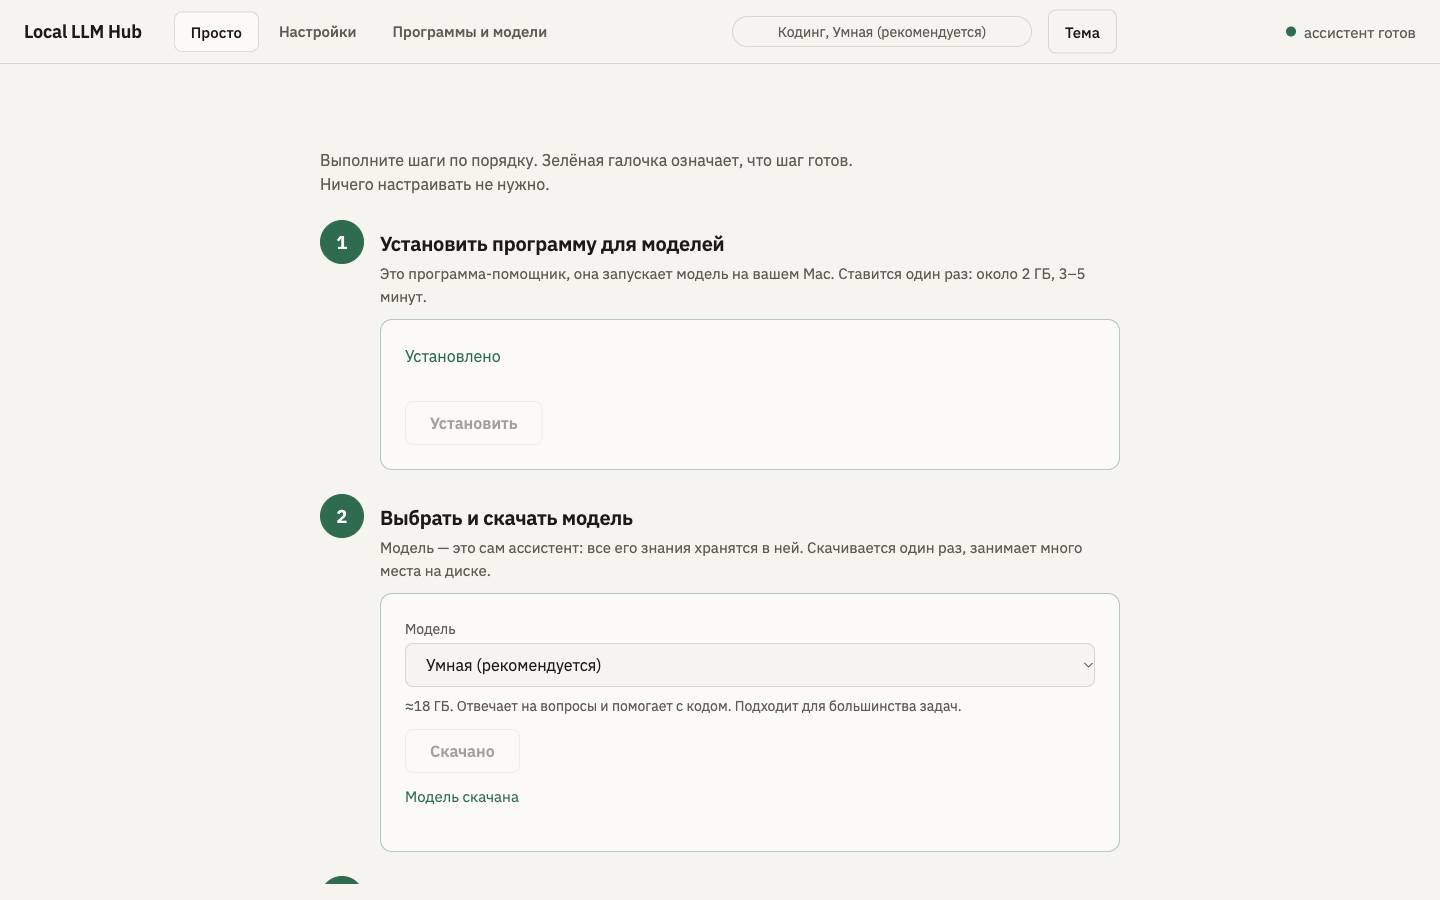 Local LLM Hub
Просто
Настройки
Программы и модели
Кодинг, Умная (рекомендуется)
Тема
ассистент готов
Выполните шаги по порядку. Зелёная галочка означает, что шаг готов.
Ничего настраивать не нужно.
1
Установить программу для моделей
Это программа-помощник, она запускает модель на вашем Mac. Ставится один раз: около 2 ГБ, 3–5
минут.
Установлено
Установить
2
Выбрать и скачать модель
Модель — это сам ассистент: все его знания хранятся в ней. Скачивается один раз, занимает много
места на диске.
Модель
Умная (рекомендуется)
≈18 ГБ. Отвечает на вопросы и помогает с кодом. Подходит для большинства задач.
Скачано
Модель скачана